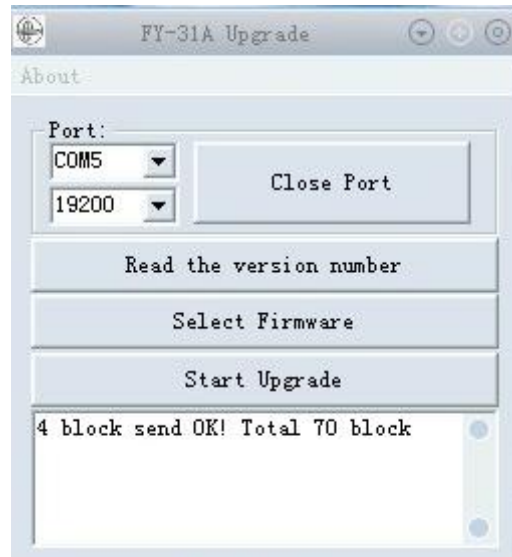 FY-31A Upgrade
About
Port:
COM5
Close Port
19200
Read the version number
Select Firmware
Start Upgrade
4 block send OK! Total 70 block